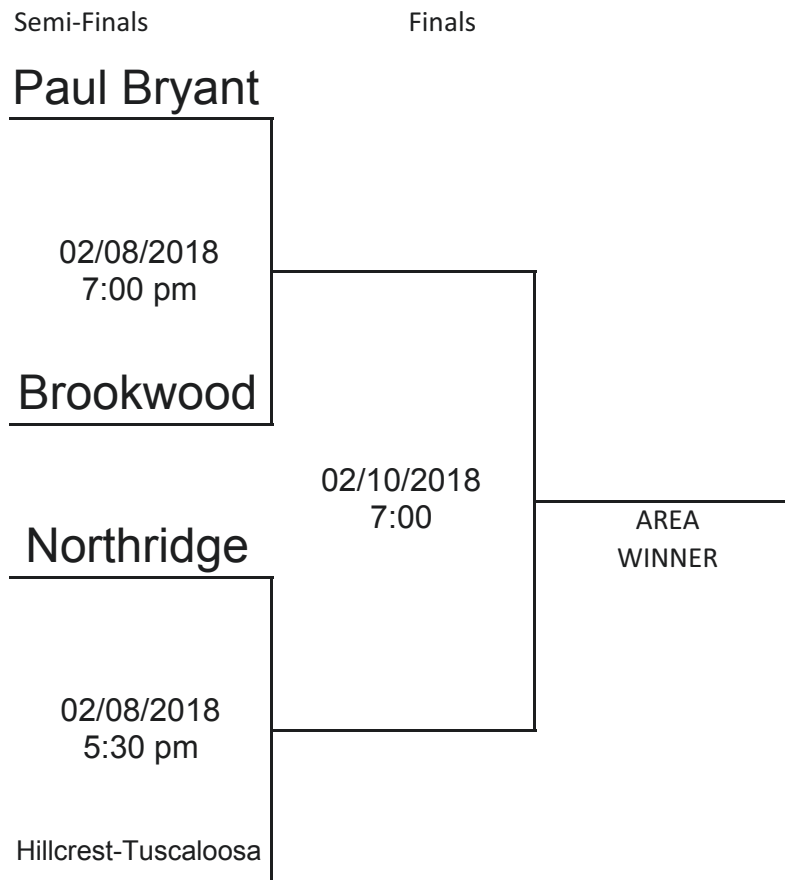 Semi-Finals
Finals
Paul Bryant
02/08/2018
7:00 pm
Brookwood
02/10/2018
7:00
AREA
WINNER
Northridge
02/08/2018
5:30 pm
Hillcrest-Tuscaloosa